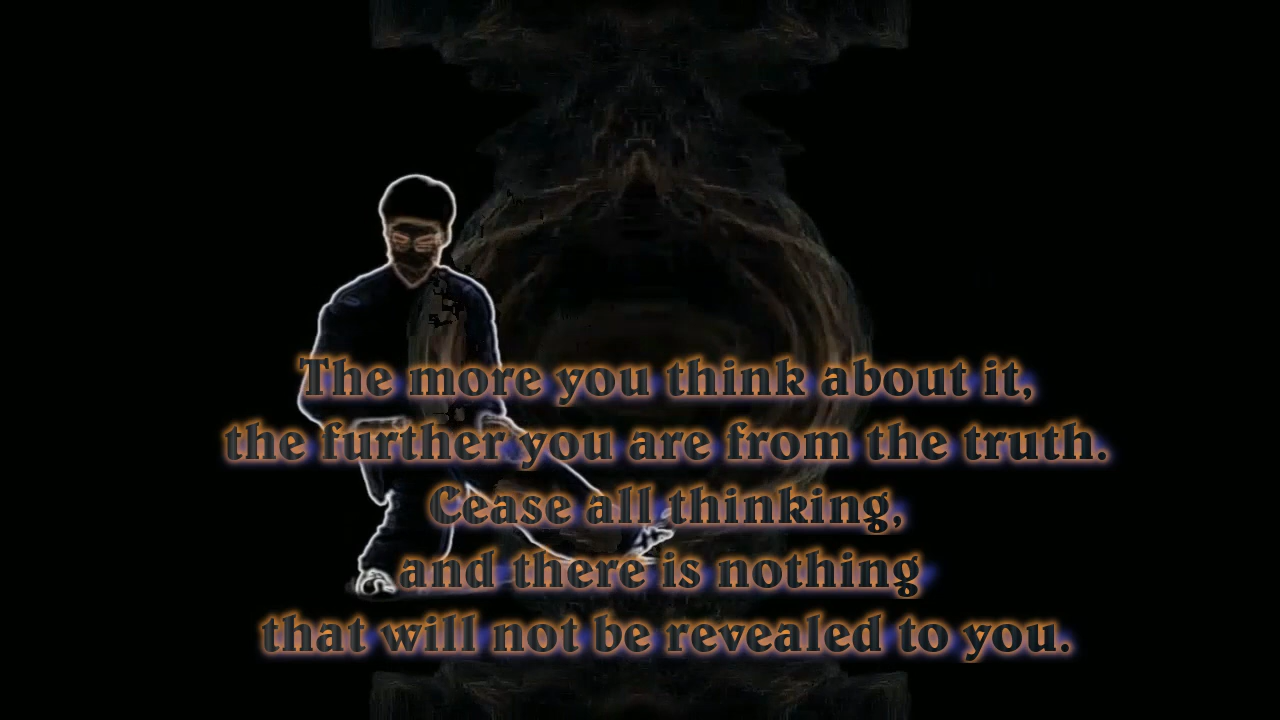 The more you think about it,
the further you are from the truth.
Cease all thinking,
and there is nothing
that will not be revealed to you.